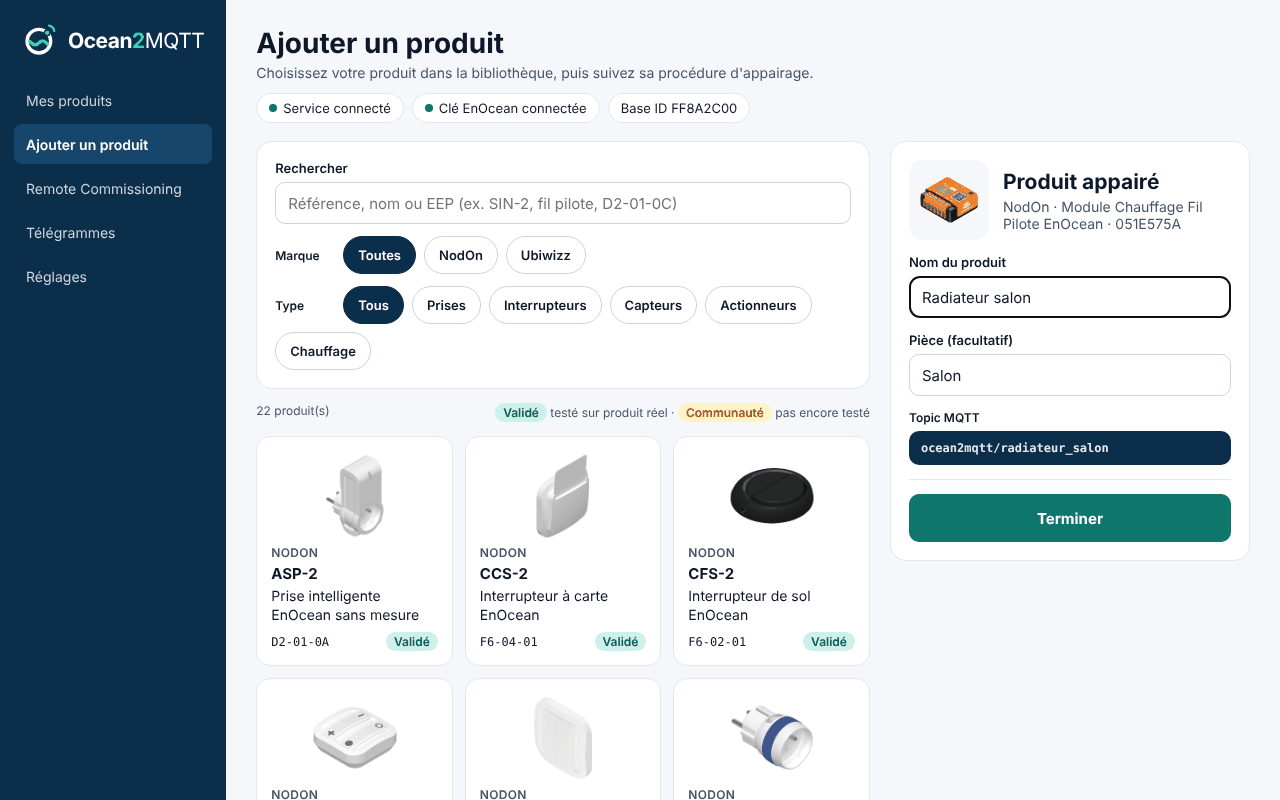 Ocean2MQTT
Mes produits
Ajouter un produit
Remote Commissioning
Télégrammes
Réglages
Ajouter un produit
Choisissez votre produit dans la bibliothèque, puis suivez sa procédure d'appairage.
Service connecté
Clé EnOcean connectée
Base ID FF8A2C00
Rechercher
Référence, nom ou EEP (ex. SIN-2, fil pilote, D2-01-0C)
Marque
Toutes
NodOn
Ubiwizz
Type
Tous
Prises
Interrupteurs
Capteurs
Actionneurs
Chauffage
22 produit(s)
Validé testé sur produit réel · Communauté pas encore testé
NODON
ASP-2
Prise intelligente
EnOcean sans mesure
D2-01-0A
Validé
NODON
CCS-2
Interrupteur à carte
EnOcean
F6-04-01
Validé
NODON
CFS-2
Interrupteur de sol
EnOcean
F6-02-01
Validé
NODON
NODON
NODON
Produit appairé
NodOn · Module Chauffage Fil
Pilote EnOcean · 051E575A
Nom du produit
Radiateur salon
Pièce (facultatif)
Salon
Topic MQTT
ocean2mqtt/radiateur_salon
Terminer